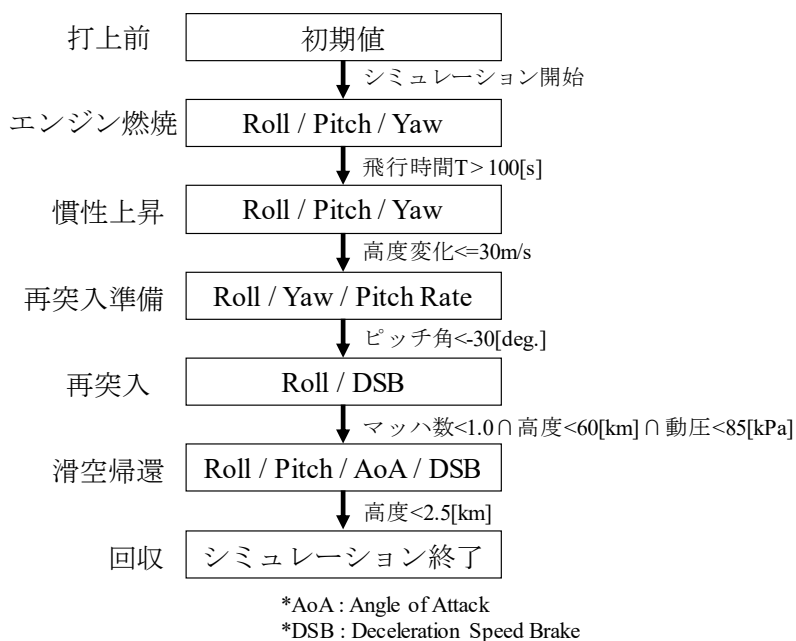 打上前
初期値
シミュレーション開始
エンジン燃焼
Roll / Pitch / Yaw
飛行時間T > 100[s]
慣性上昇
Roll / Pitch / Yaw
高度変化<=30m/s
再突入準備
Roll / Yaw / Pitch Rate
ピッチ角<-30[deg.]
再突入
Roll / DSB
マッハ数<1.0∩高度<60[km]∩動圧<85[kPa]
滑空帰還
Roll / Pitch / AoA / DSB
高度<2.5[km]
回収
シミュレーション終了
*AoA : Angle of Attack
*DSB : Deceleration Speed Brake